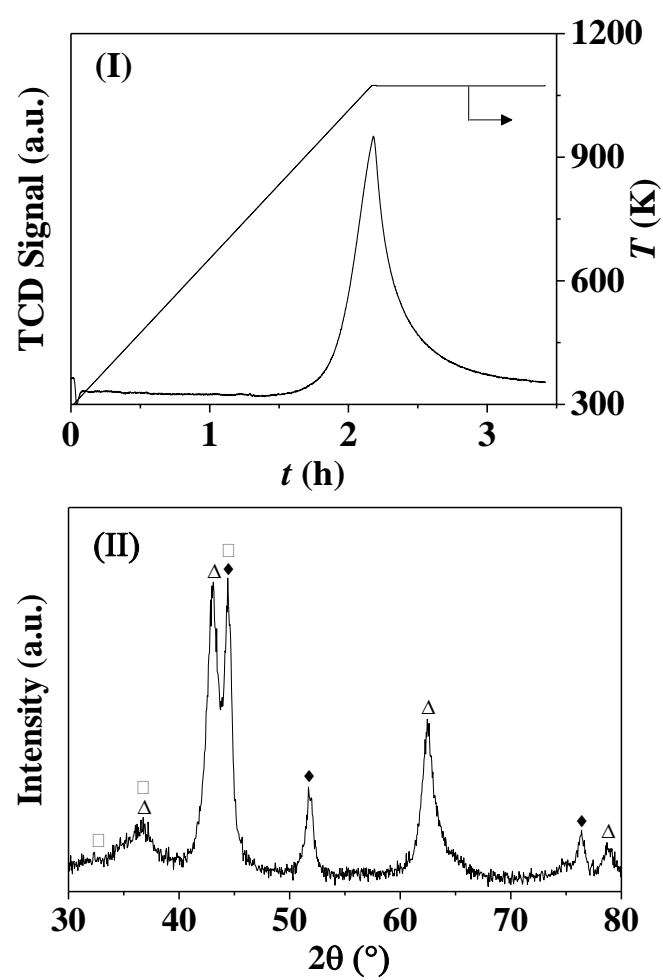 (I)
TCD Signal (a.u.)
1200
900
600
300
T (K)
0 1 2 3
t (h)
(II)
Intensity (a.u.)
30 40 50 60 70 80
2θ (°)